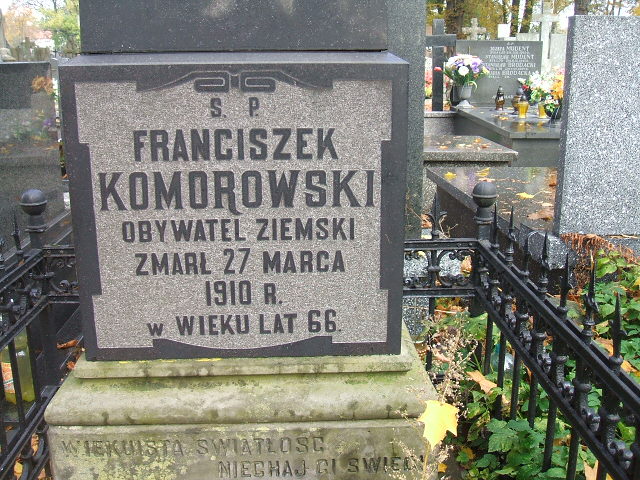 Ś. P.
FRANCISZEK
KOMOROWSKI
OBYWATEL ZIEMSKI
ZMARŁ 27 MARCA
1910 R.
W WIEKU LAT 66.
WIEKUISTA ŚWIATŁOŚĆ
NIECHAJ CI ŚWIECI